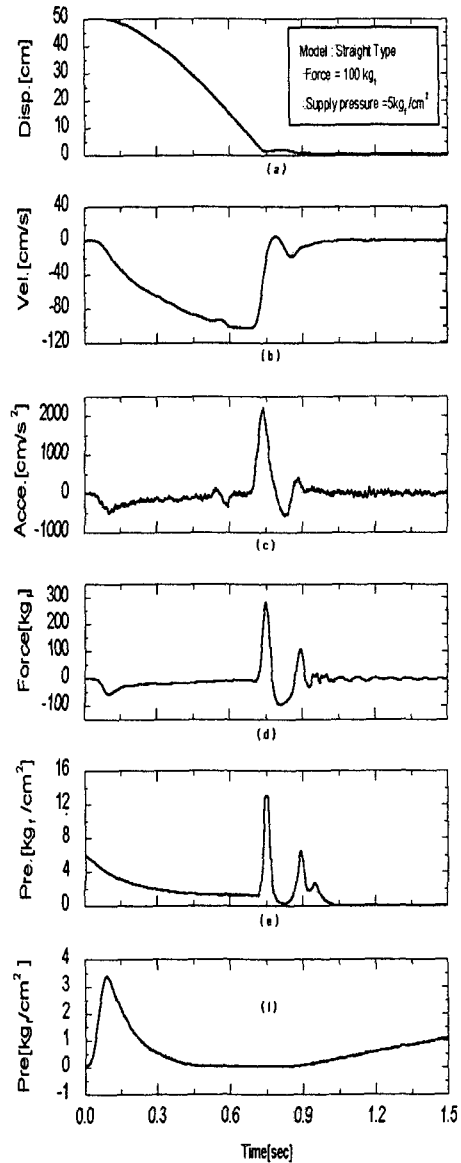 50
40
30
20
10
0
Disp.[cm]
Model : Straight Type
Force = 100 kgf
Supply pressure =5kgf/cm²
(a)
40
0
-40
-80
-120
Vel.[cm/s]
(b)
2000
1000
0
-1000
Acce.[cm/s²]
(c)
300
200
100
0
-100
Force[kgf]
(d)
16
12
8
4
0
Pre.[kgf/cm²]
(e)
4
3
2
1
0
-1
Pre[kgf/cm²]
(f)
0.0 0.3 0.6 0.9 1.2 1.5
Time[sec]